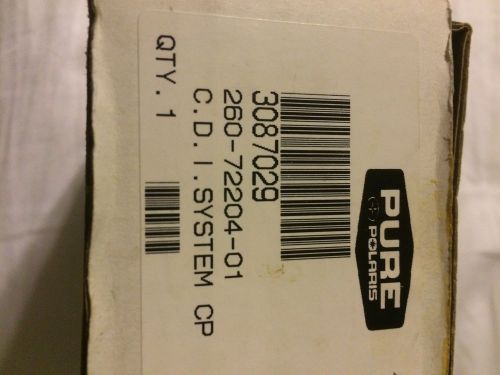 PURE
POLARIS
3087029
260-72204-01
C.D.I.SYSTEM CP
QTY. 1